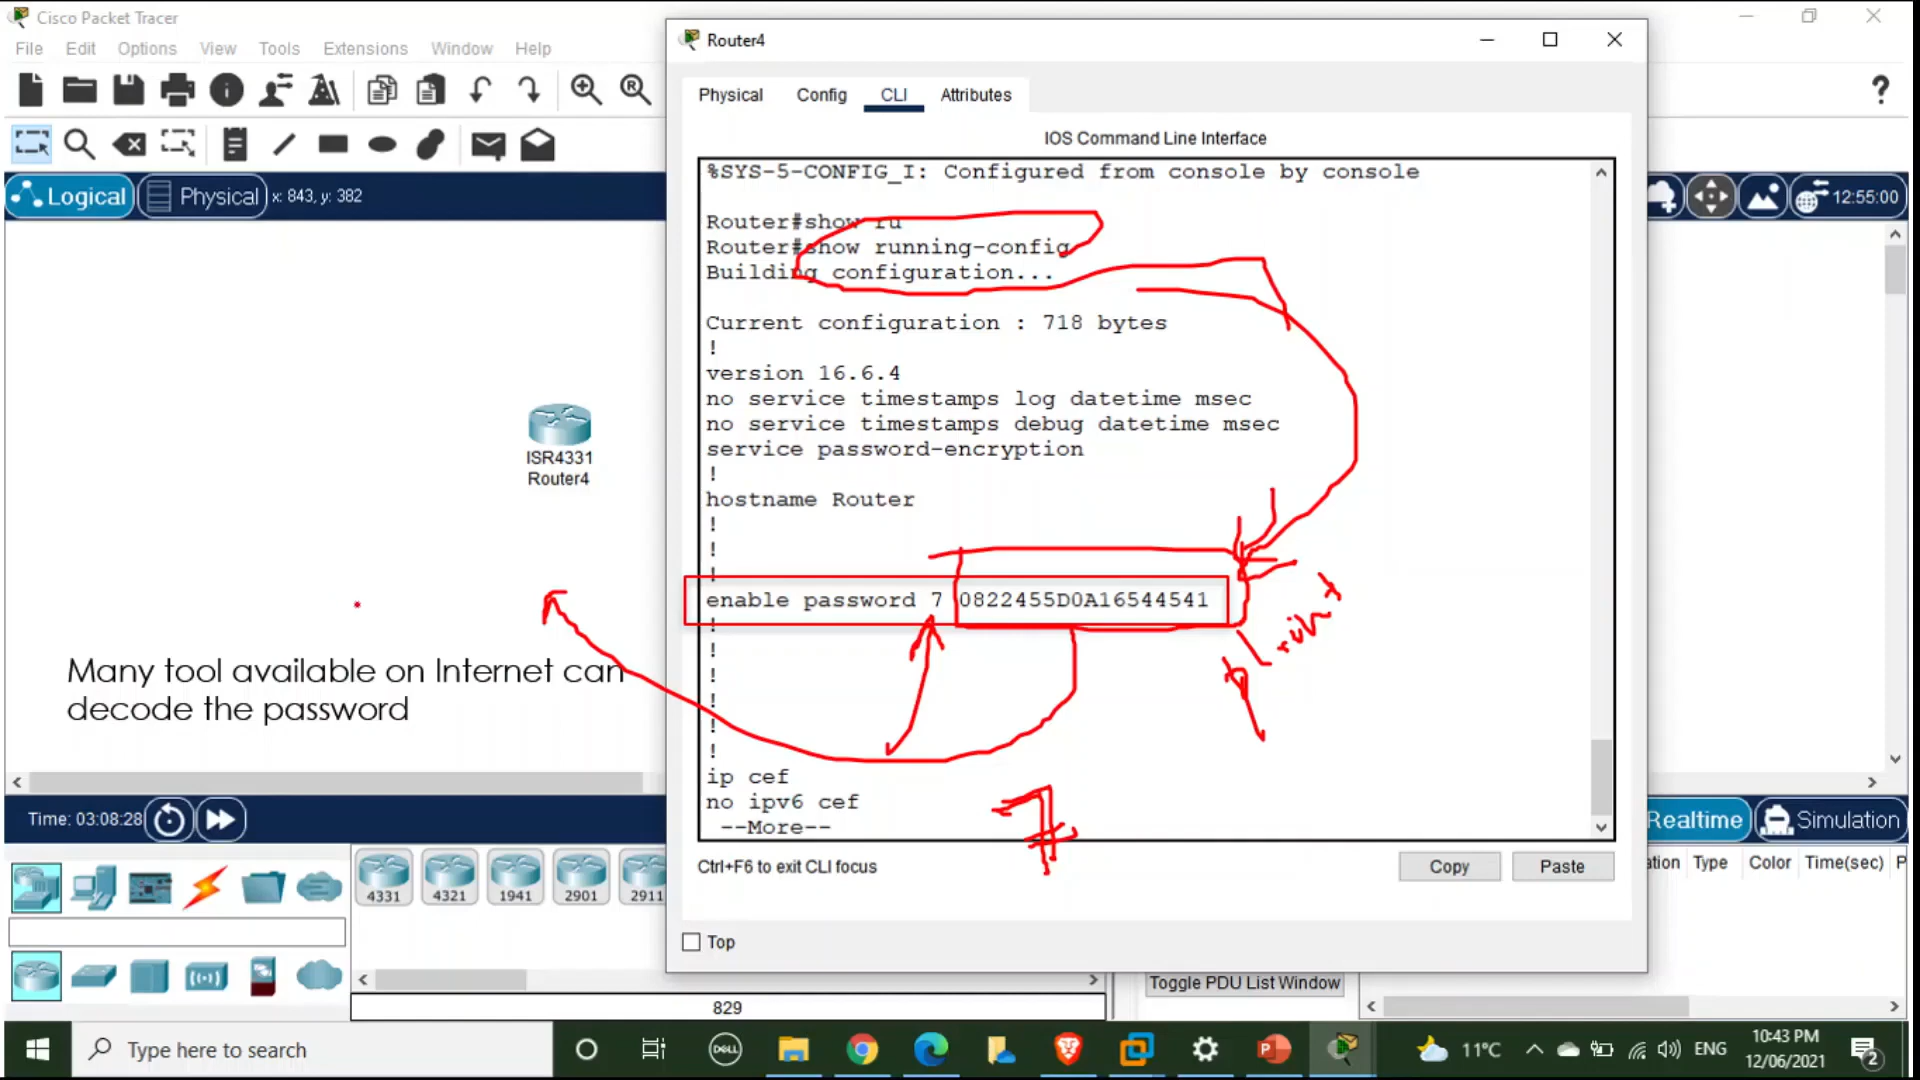 Cisco Packet Tracer
File Edit Options View Tools Extensions Window Help
Logical Physical x: 843, y: 382
ISR4331
Router4
Many tool available on Internet can
decode the password
Time: 03:08:28
4331 4321 1941 2901 2911
829
Router4
Physical Config CLI Attributes
IOS Command Line Interface
%SYS-5-CONFIG_I: Configured from console by console
Router#show ru
Router#show running-config
Building configuration...
Current configuration : 718 bytes
!
version 16.6.4
no service timestamps log datetime msec
no service timestamps debug datetime msec
service password-encryption
!
hostname Router
!
!
!
enable password 7 0822455D0A16544541
!
!
!
!
!
!
ip cef
no ipv6 cef
--More--
7
Ctrl+F6 to exit CLI focus
Copy Paste
Top
?
12:55:00
Realtime Simulation
ation Type Color Time(sec) P
Toggle PDU List Window
Type here to search
DELL
11°C
ENG
10:43 PM
12/06/2021
2